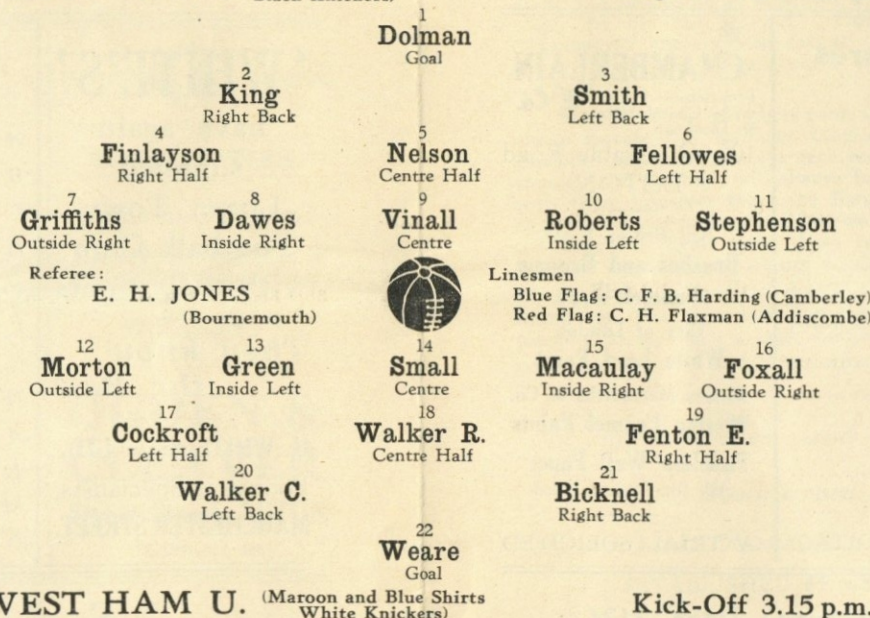 1
Dolman
Goal
2 3
King Smith
Right Back Left Back
4 5 6
Finlayson Nelson Fellowes
Right Half Centre Half Left Half
7 8 9 10 11
Griffiths Dawes Vinall Roberts Stephenson
Outside Right Inside Right Centre Inside Left Outside Left
Referee: Linesmen
E. H. JONES Blue Flag: C. F. B. Harding (Camberley)
(Bournemouth) Red Flag: C. H. Flaxman (Addiscombe)
12 13 14 15 16
Morton Green Small Macaulay Foxall
Outside Left Inside Left Centre Inside Right Outside Right
17 18 19
Cockroft Walker R. Fenton E.
Left Half Centre Half Right Half
20 21
Walker C. Bicknell
Left Back Right Back
22
Weare
Goal
WEST HAM U. (Maroon and Blue Shirts Kick-Off 3.15 p.m.
White Knickers)